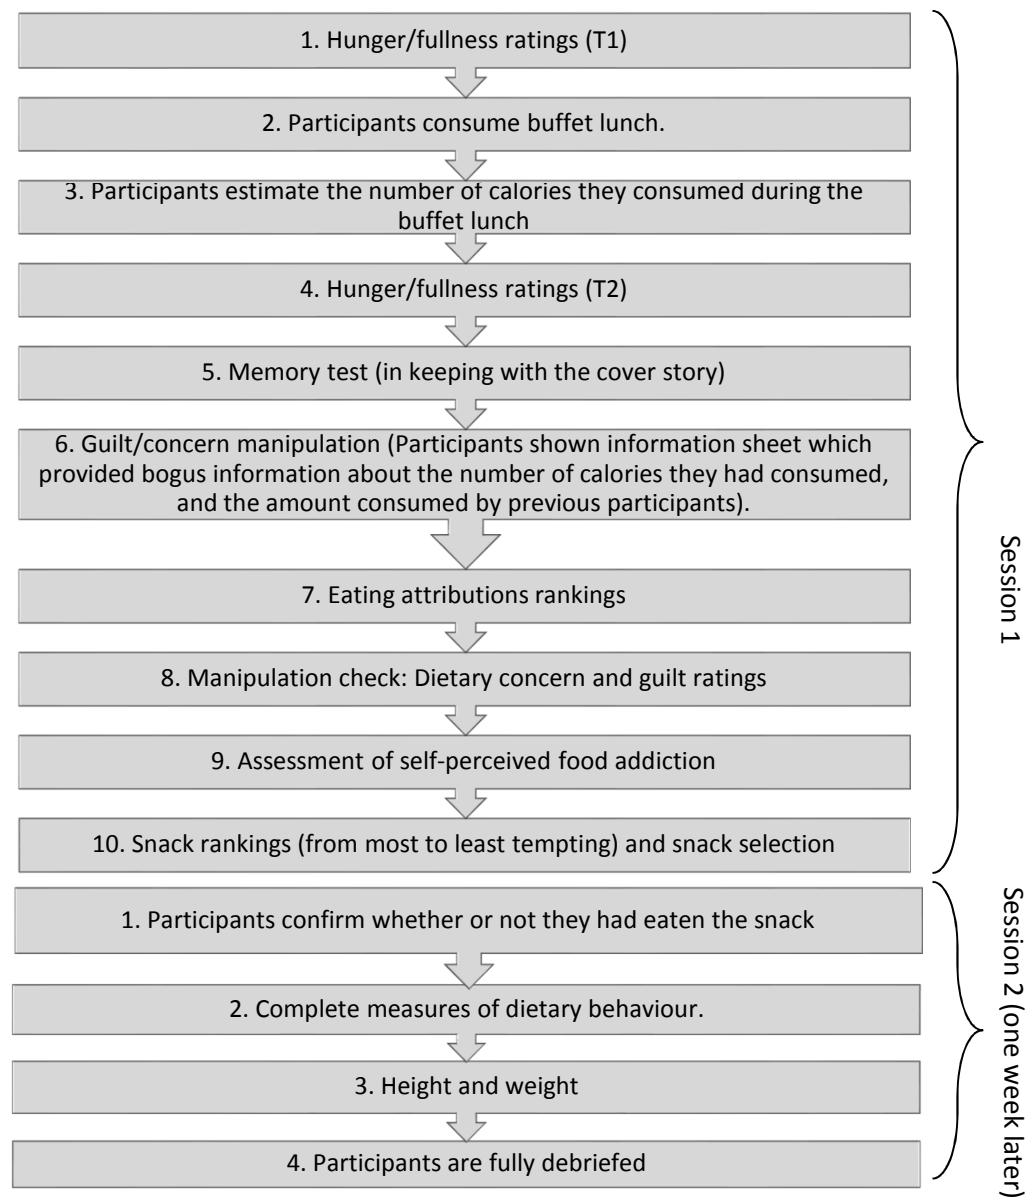 1. Hunger/fullness ratings (T1)
2. Participants consume buffet lunch.
3. Participants estimate the number of calories they consumed during the
buffet lunch
4. Hunger/fullness ratings (T2)
5. Memory test (in keeping with the cover story)
6. Guilt/concern manipulation (Participants shown information sheet which
provided bogus information about the number of calories they had consumed,
and the amount consumed by previous participants).
7. Eating attributions rankings
8. Manipulation check: Dietary concern and guilt ratings
9. Assessment of self-perceived food addiction
10. Snack rankings (from most to least tempting) and snack selection
Session 1
1. Participants confirm whether or not they had eaten the snack
2. Complete measures of dietary behaviour.
3. Height and weight
4. Participants are fully debriefed
Session 2 (one week later)